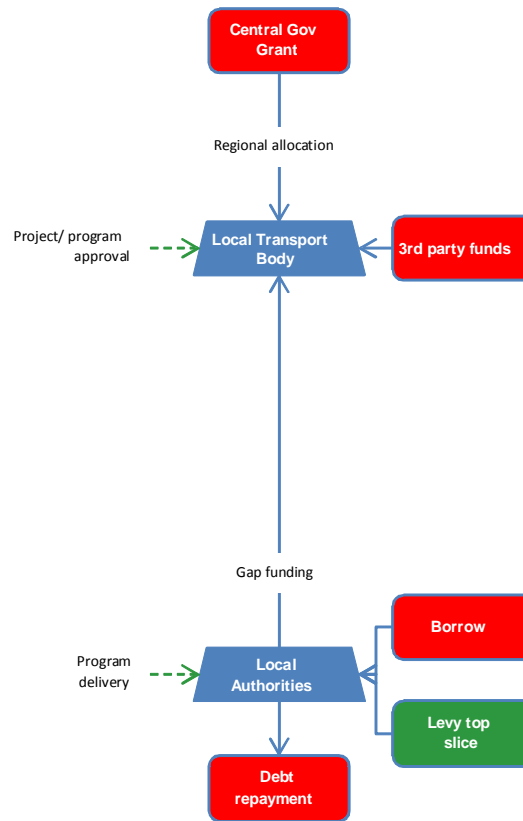 Central Gov
Grant
Regional allocation
Project/ program
approval
Local Transport
Body
3rd party funds
Gap funding
Borrow
Program
delivery
Local
Authorities
Levy top
slice
Debt
repayment